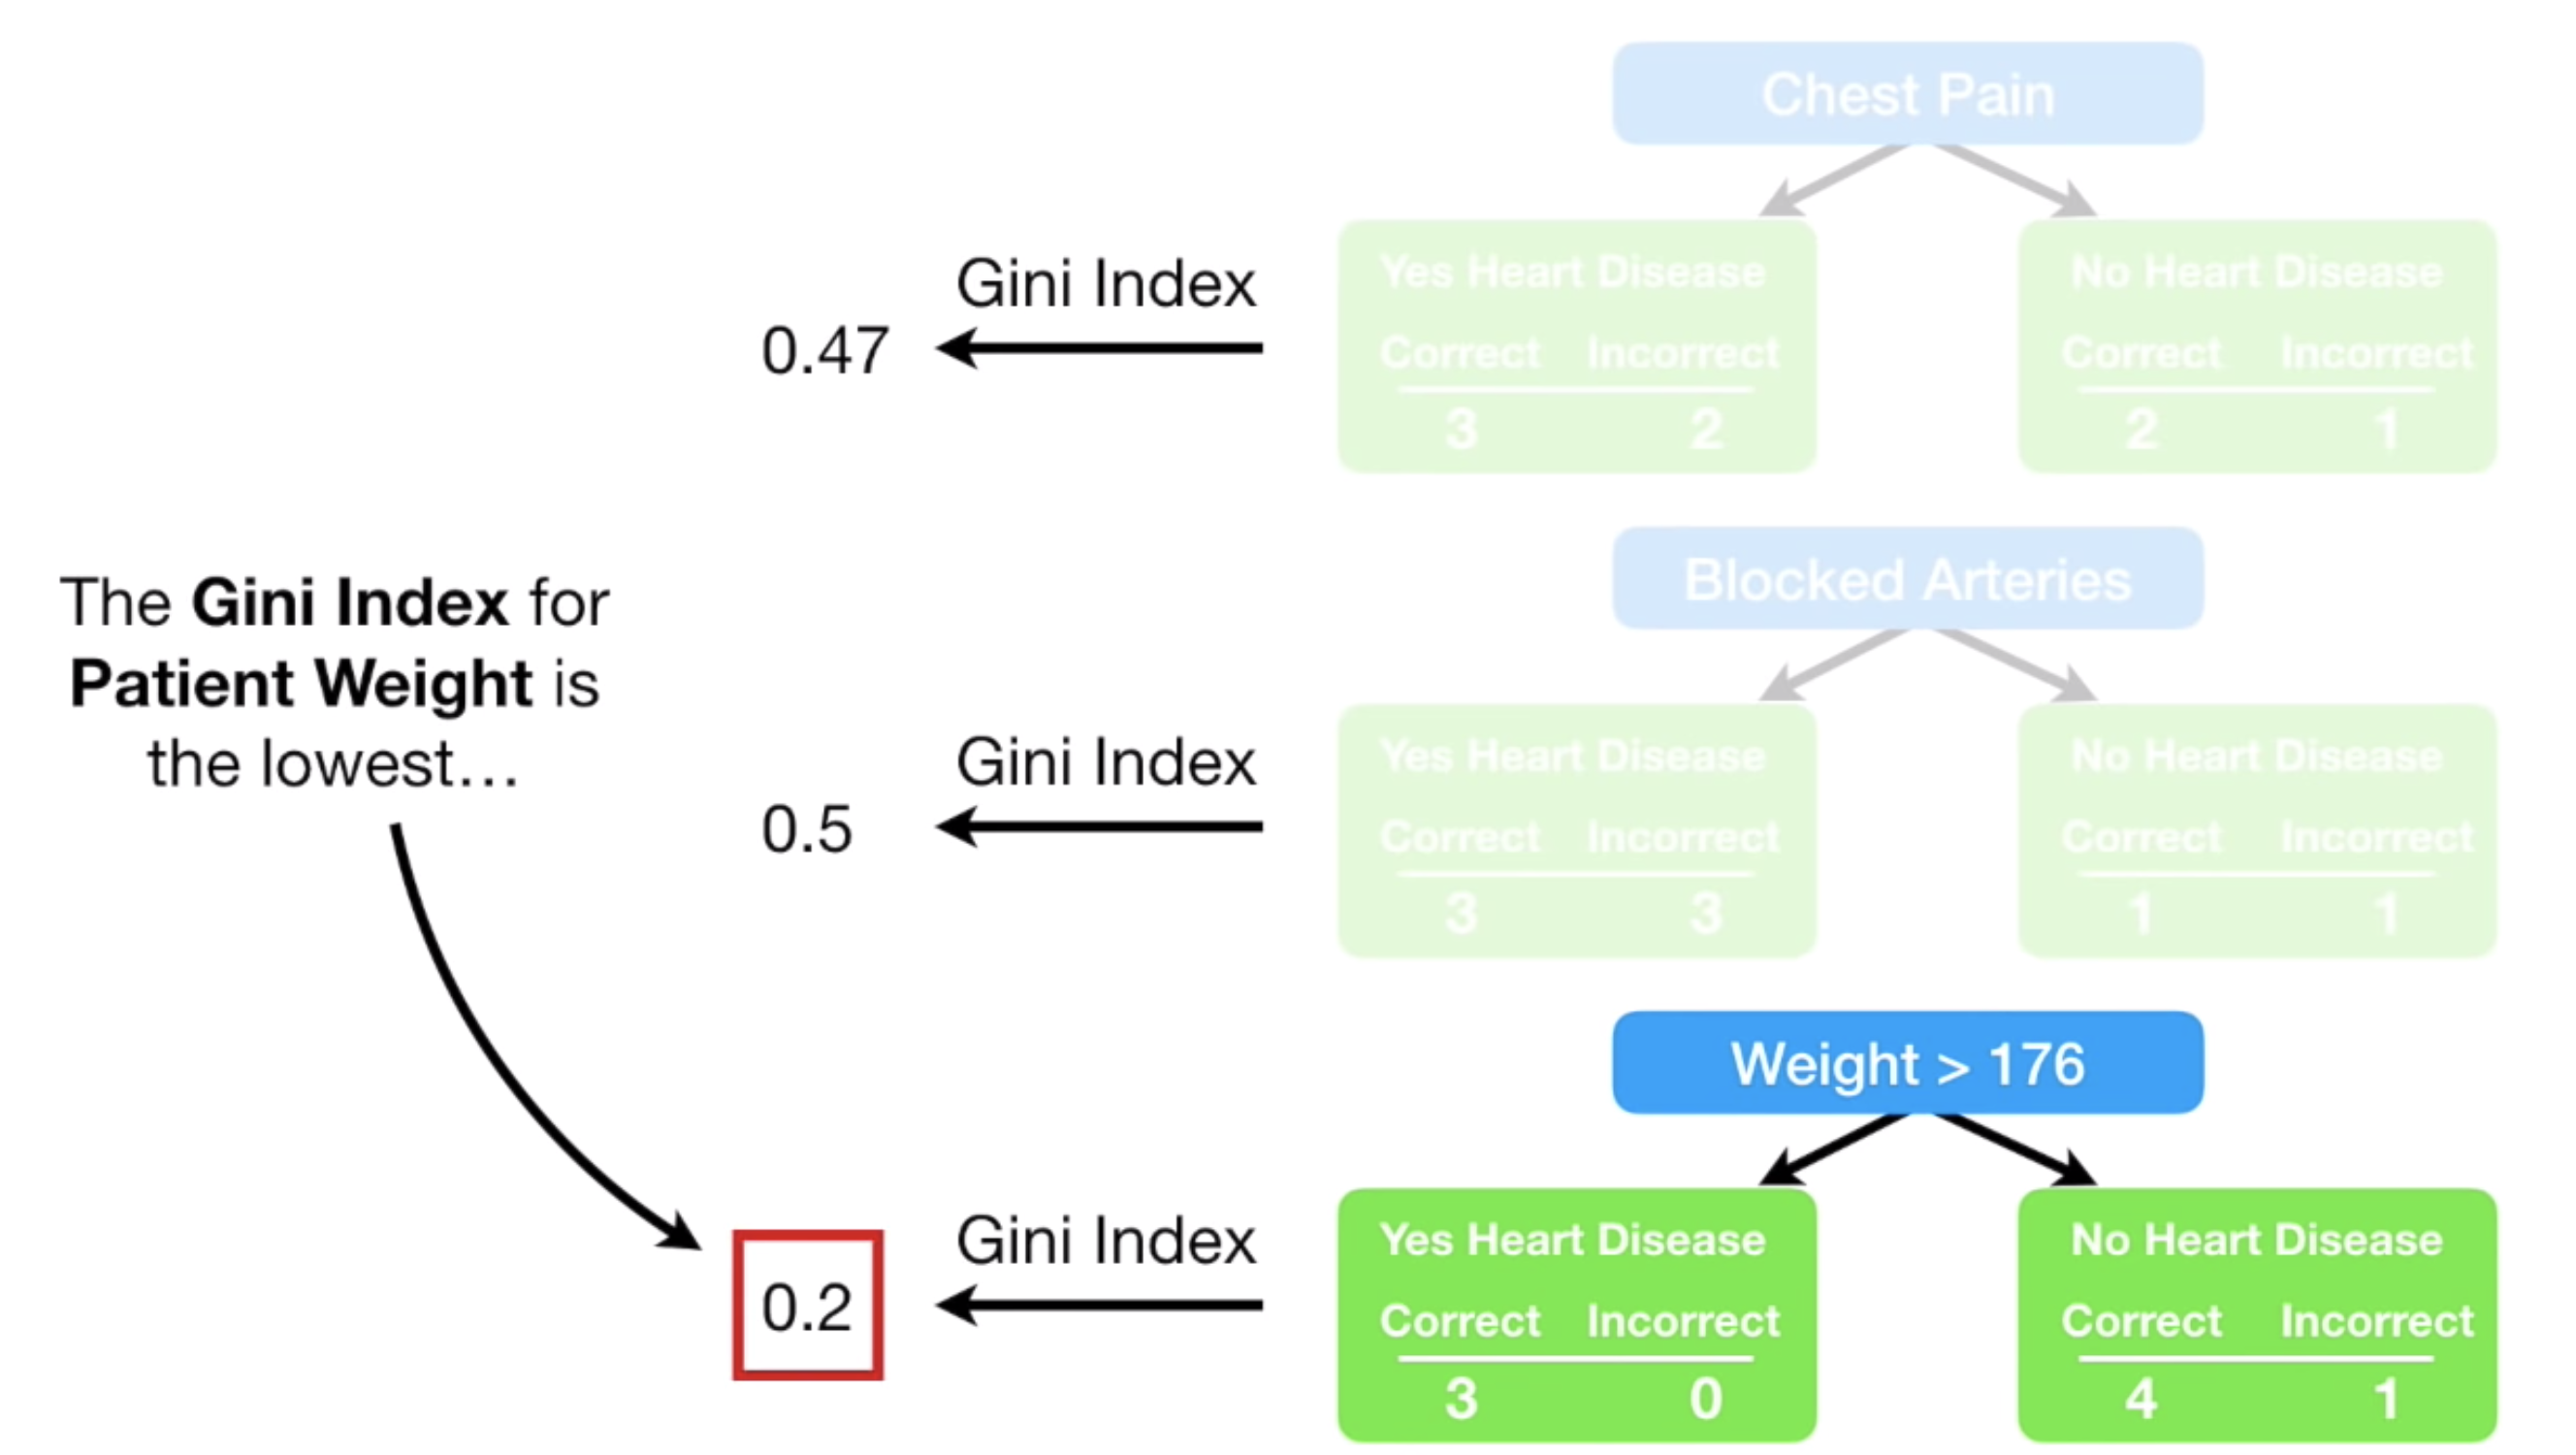 Chest Pain
Gini Index
0.47
Yes Heart Disease
Correct Incorrect
3 2
No Heart Disease
Correct Incorrect
2 1
The Gini Index for
Patient Weight is
the lowest...
Blocked Arteries
Gini Index
0.5
Yes Heart Disease
Correct Incorrect
3 3
No Heart Disease
Correct Incorrect
1 1
Weight > 176
Gini Index
0.2
Yes Heart Disease
Correct Incorrect
3 0
No Heart Disease
Correct Incorrect
4 1